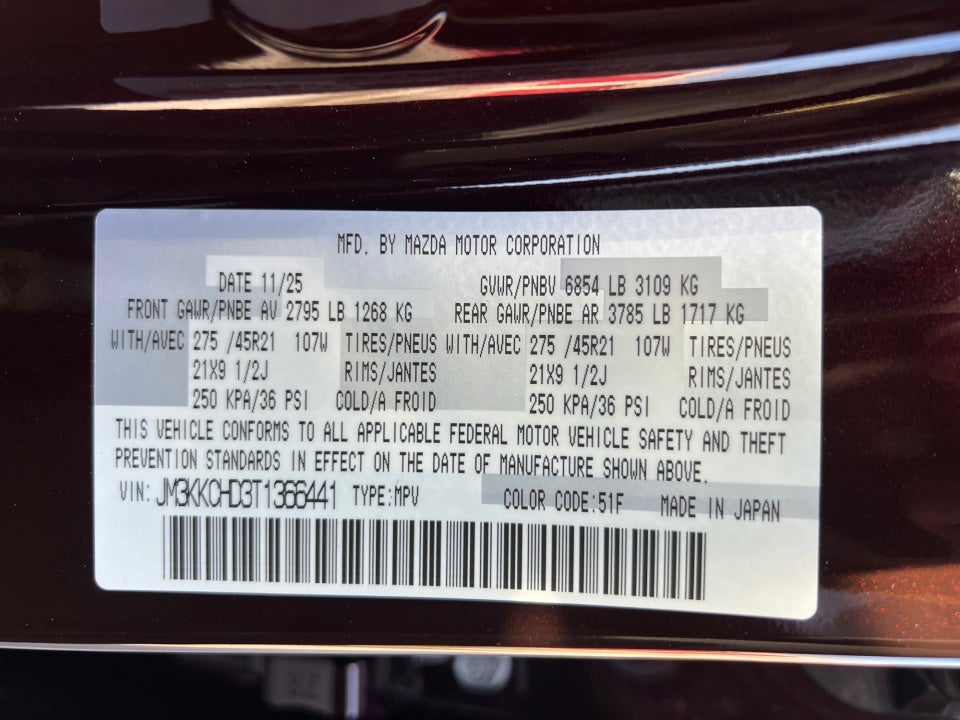 MFD. BY MAZDA MOTOR CORPORATION
DATE 11/25 GVWR/PNBV 6854 LB 3109 KG
FRONT GAWR/PNBE AV 2795 LB 1268 KG REAR GAWR/PNBE AR 3785 LB 1717 KG
WITH/AVEC 275 /45R21 107W TIRES/PNEUS WITH/AVEC 275 /45R21 107W TIRES/PNEUS
21X9 1/2J RIMS/JANTES 21X9 1/2J RIMS/JANTES
250 KPA/36 PSI COLD/A FROID 250 KPA/36 PSI COLD/A FROID
THIS VEHICLE CONFORMS TO ALL APPLICABLE FEDERAL MOTOR VEHICLE SAFETY AND THEFT
PREVENTION STANDARDS IN EFFECT ON THE DATE OF MANUFACTURE SHOWN ABOVE.
VIN: JM3KKCHD3T1366441 TYPE:MPV COLOR CODE:51F MADE IN JAPAN